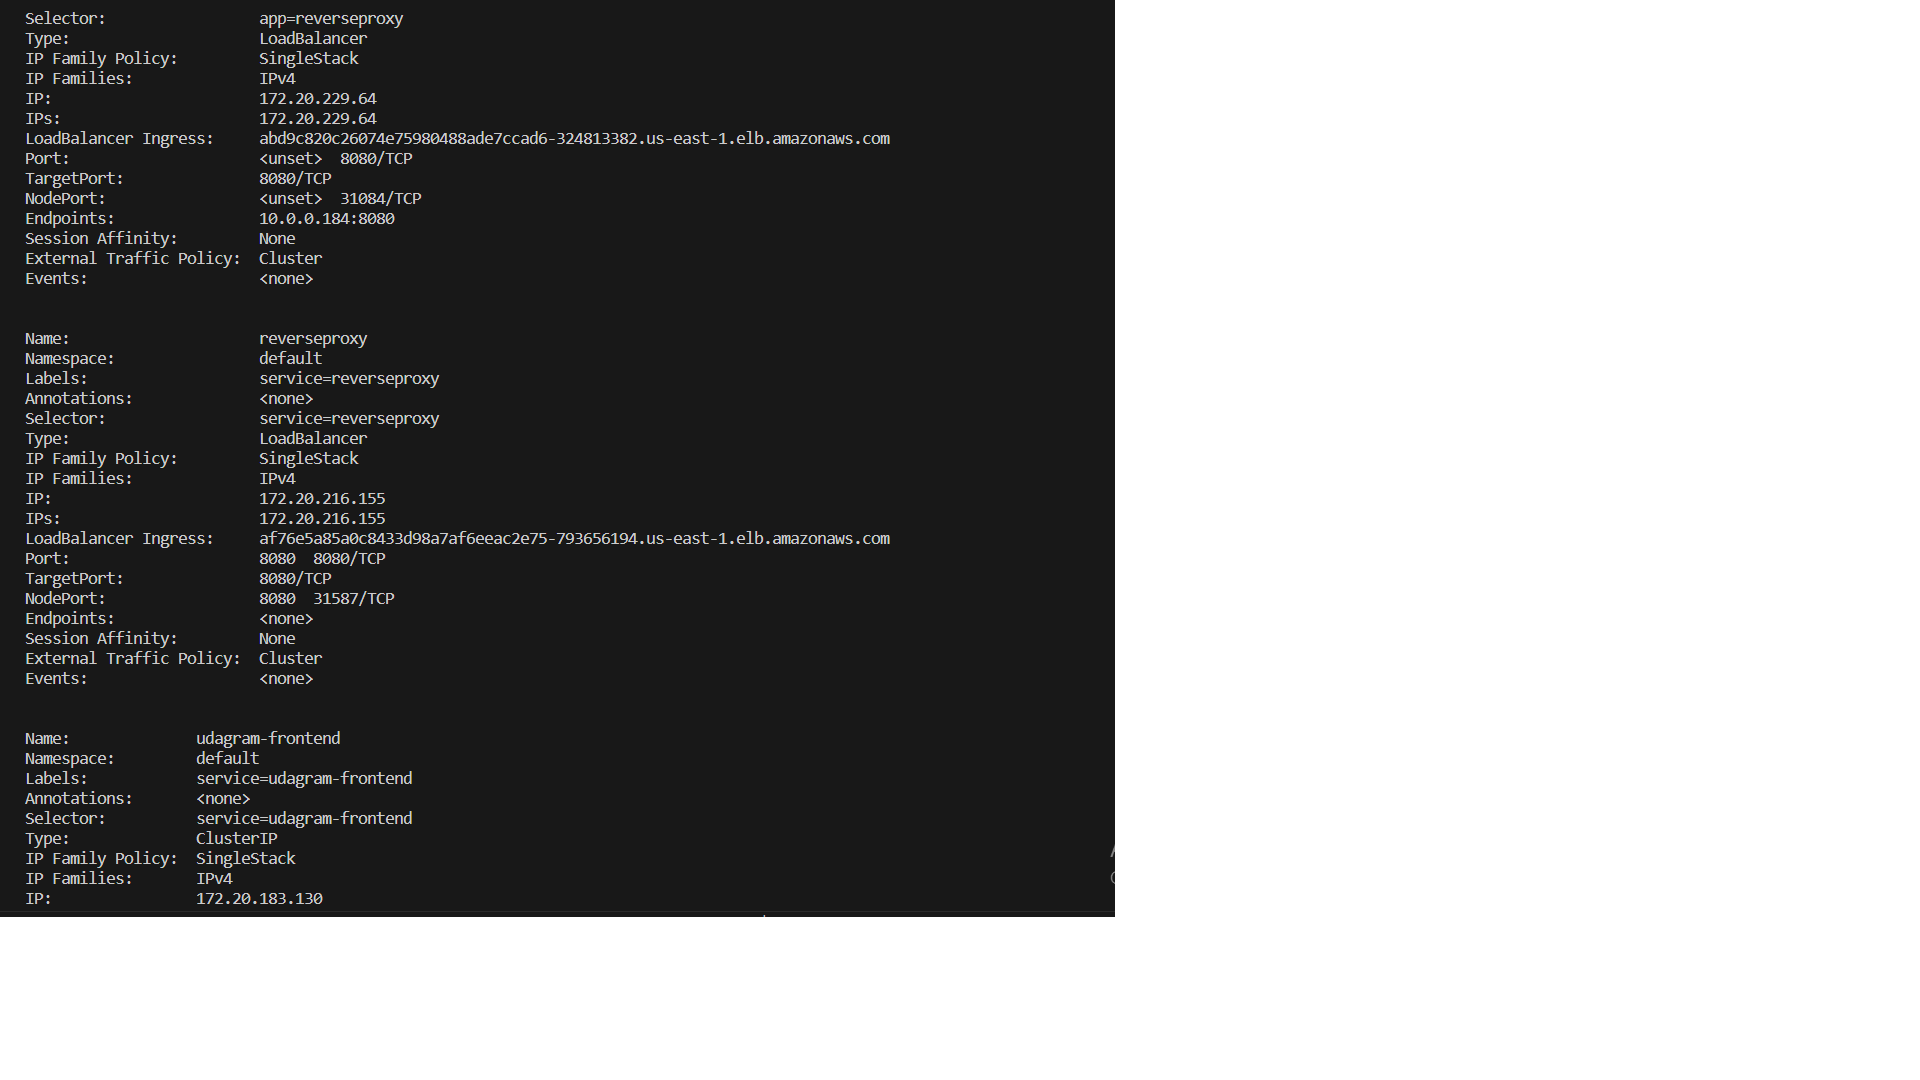 Selector: app=reverseproxy
Type: LoadBalancer
IP Family Policy: SingleStack
IP Families: IPv4
IP: 172.20.229.64
IPs: 172.20.229.64
LoadBalancer Ingress: abd9c820c26074e75980488ade7ccad6-324813382.us-east-1.elb.amazonaws.com
Port: <unset> 8080/TCP
TargetPort: 8080/TCP
NodePort: <unset> 31084/TCP
Endpoints: 10.0.0.184:8080
Session Affinity: None
External Traffic Policy: Cluster
Events: <none>
Name: reverseproxy
Namespace: default
Labels: service=reverseproxy
Annotations: <none>
Selector: service=reverseproxy
Type: LoadBalancer
IP Family Policy: SingleStack
IP Families: IPv4
IP: 172.20.216.155
IPs: 172.20.216.155
LoadBalancer Ingress: af76e5a85a0c8433d98a7af6eeac2e75-793656194.us-east-1.elb.amazonaws.com
Port: 8080 8080/TCP
TargetPort: 8080/TCP
NodePort: 8080 31587/TCP
Endpoints: <none>
Session Affinity: None
External Traffic Policy: Cluster
Events: <none>
Name: udagram-frontend
Namespace: default
Labels: service=udagram-frontend
Annotations: <none>
Selector: service=udagram-frontend
Type: ClusterIP
IP Family Policy: SingleStack
IP Families: IPv4
IP: 172.20.183.130